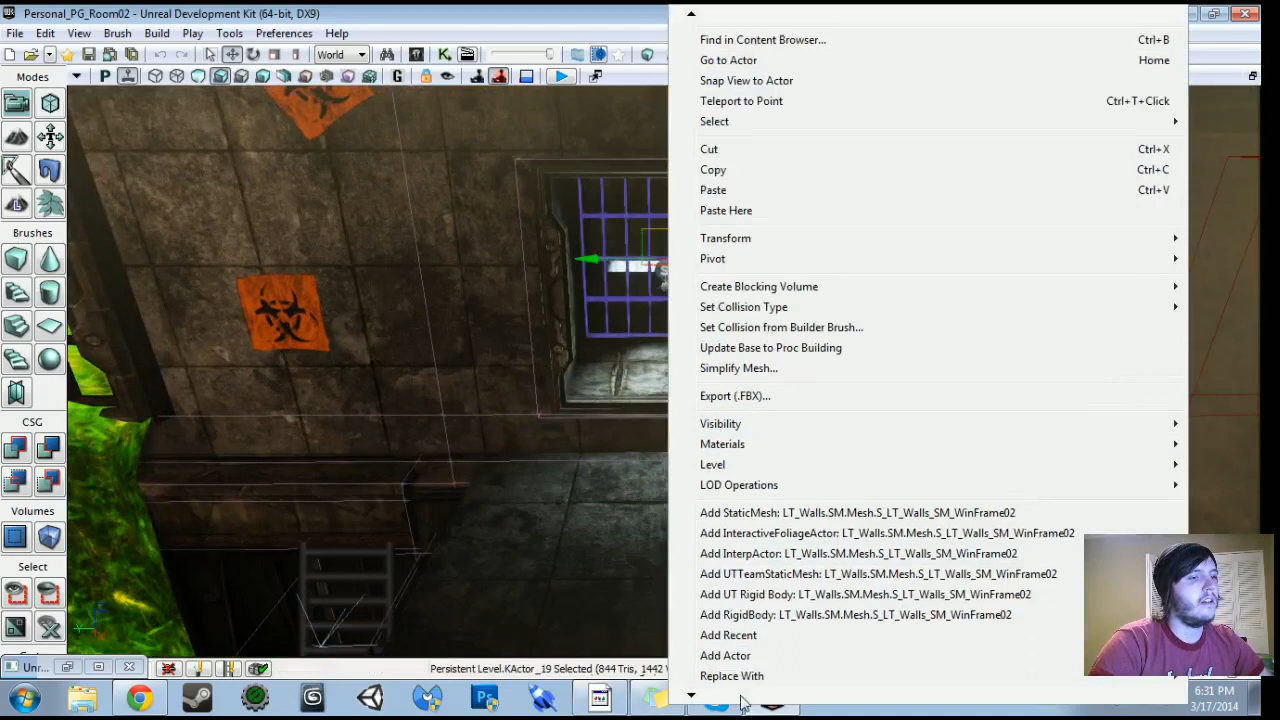 Personal_PG_Room02 - Unreal Development Kit (64-bit, DX9)
File Edit View Brush Build Play Tools Preferences Help
World
Modes
P
G
Brushes
CSG
Volumes
Select
Find in Content Browser... Ctrl+B
Go to Actor Home
Snap View to Actor
Teleport to Point Ctrl+T+Click
Select
Cut Ctrl+X
Copy Ctrl+C
Paste Ctrl+V
Paste Here
Transform
Pivot
Create Blocking Volume
Set Collision Type
Set Collision from Builder Brush...
Update Base to Proc Building
Simplify Mesh...
Export (.FBX)...
Visibility
Materials
Level
LOD Operations
Add StaticMesh: LT_Walls.SM.Mesh.S_LT_Walls_SM_WinFrame02
Add InteractiveFoliageActor: LT_Walls.SM.Mesh.S_LT_Walls_SM_WinFrame02
Add InterpActor: LT_Walls.SM.Mesh.S_LT_Walls_SM_WinFrame02
Add UTTeamStaticMesh: LT_Walls.SM.Mesh.S_LT_Walls_SM_WinFrame02
Add UT Rigid Body: LT_Walls.SM.Mesh.S_LT_Walls_SM_WinFrame02
Add RigidBody: LT_Walls.SM.Mesh.S_LT_Walls_SM_WinFrame02
Add Recent
Add Actor
Replace With
Unr...
Persistent Level.KActor_19 Selected (844 Tris, 1442 V
Ps
6:31 PM
3/17/2014